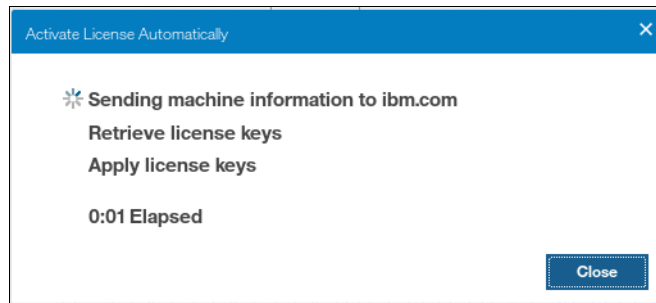 Activate License Automatically
Sending machine information to ibm.com
Retrieve license keys
Apply license keys
0:01 Elapsed
Close